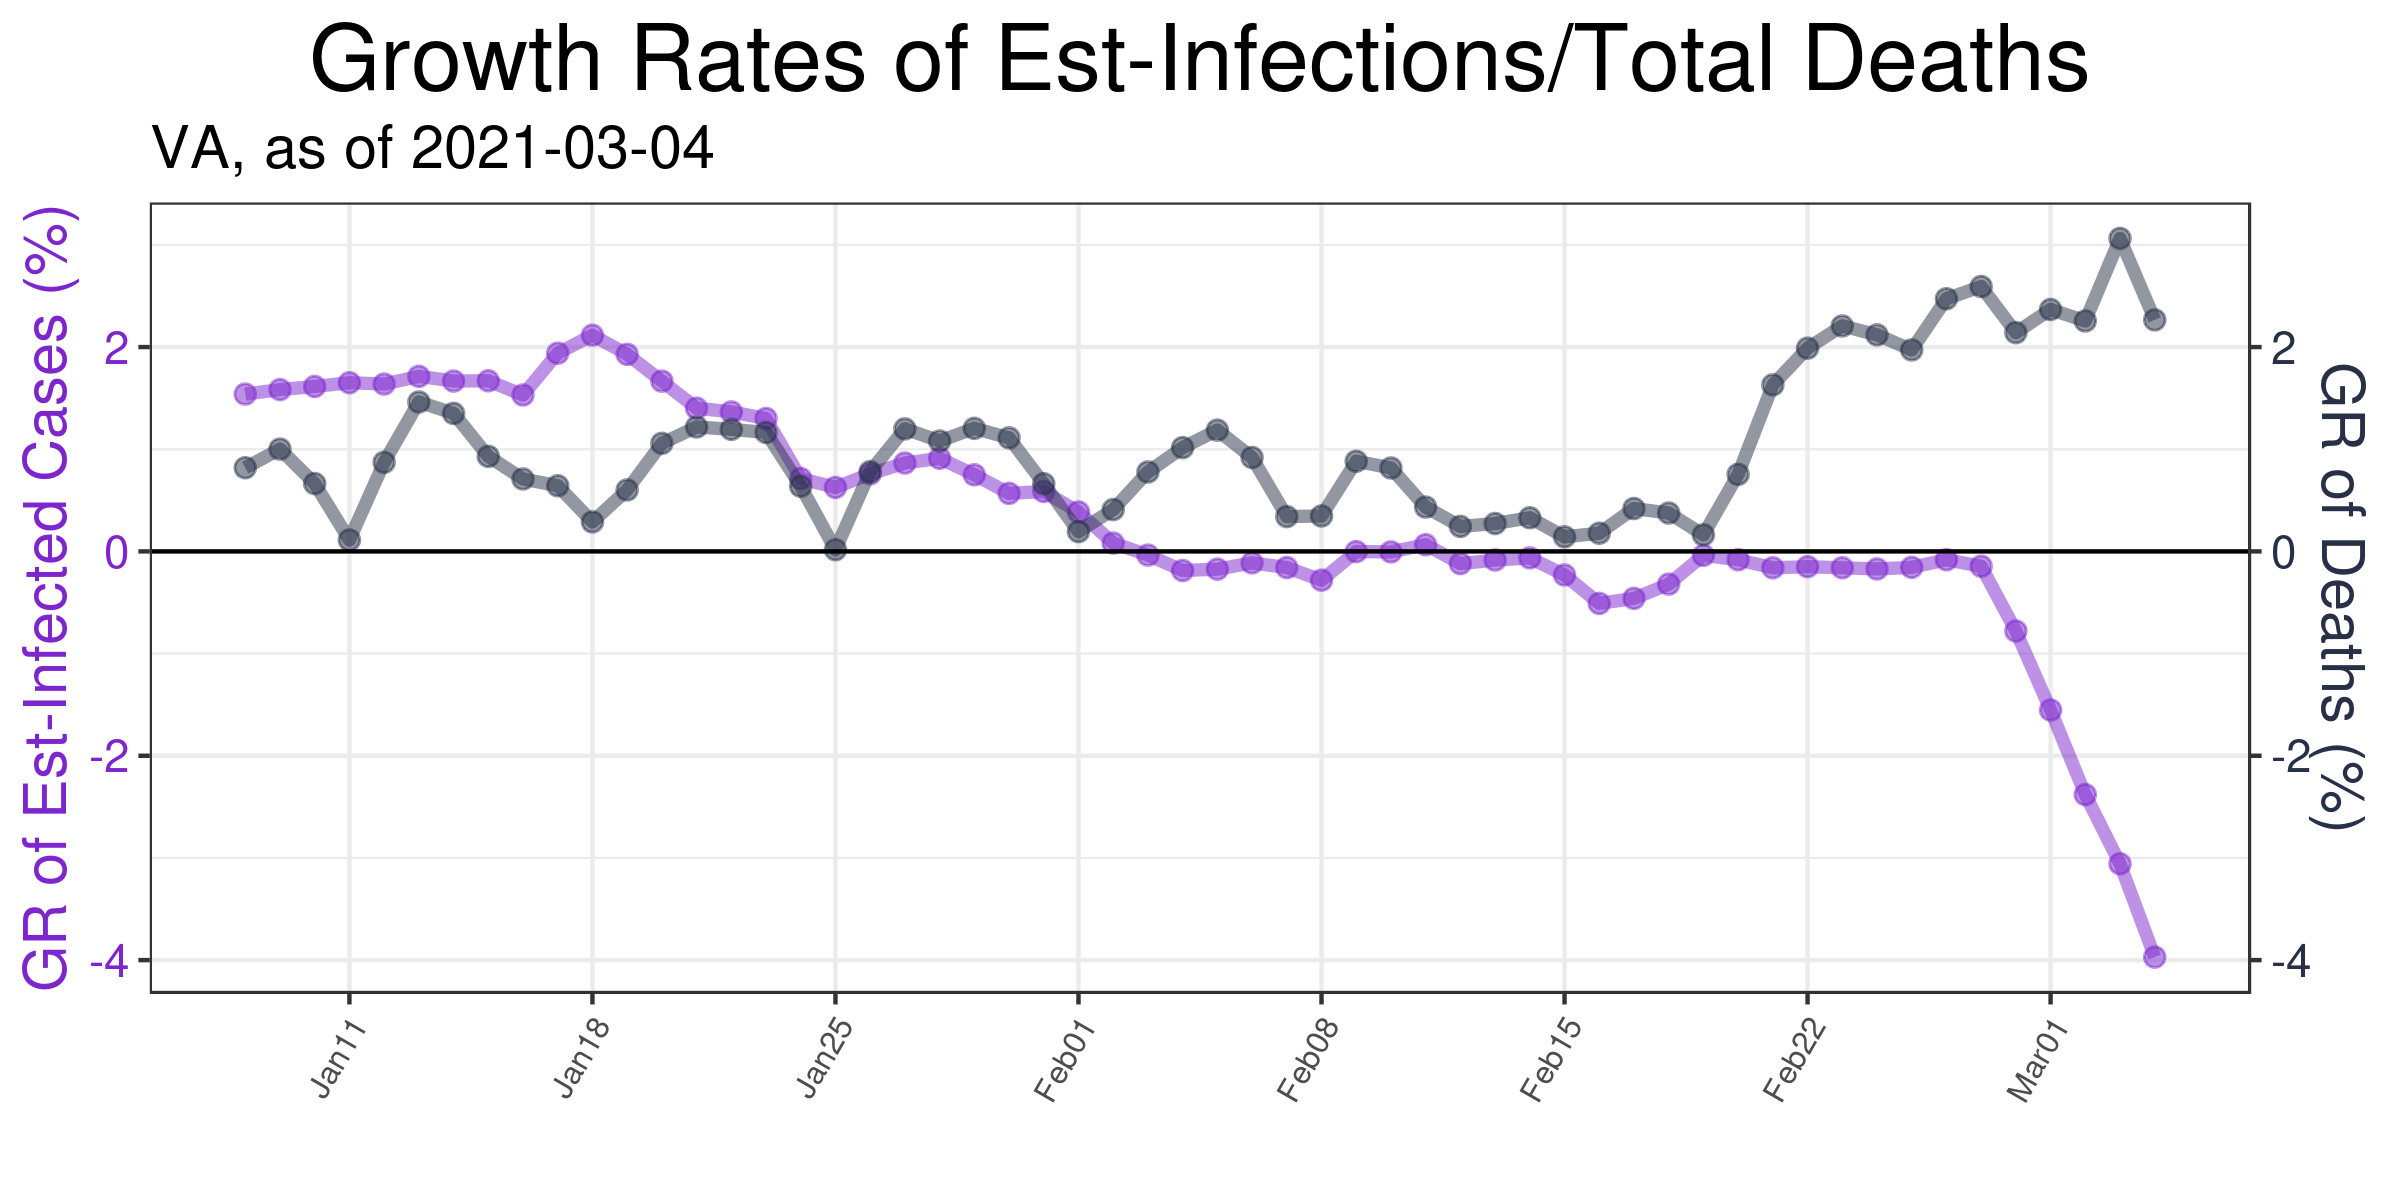 Growth Rates of Est-Infections/Total Deaths
VA, as of 2021-03-04
GR of Est-Infected Cases (%)
2
0
-2
-4
2
0
-2
-4
GR of Deaths (%)
Jan11
Jan18
Jan25
Feb01
Feb08
Feb15
Feb22
Mar01